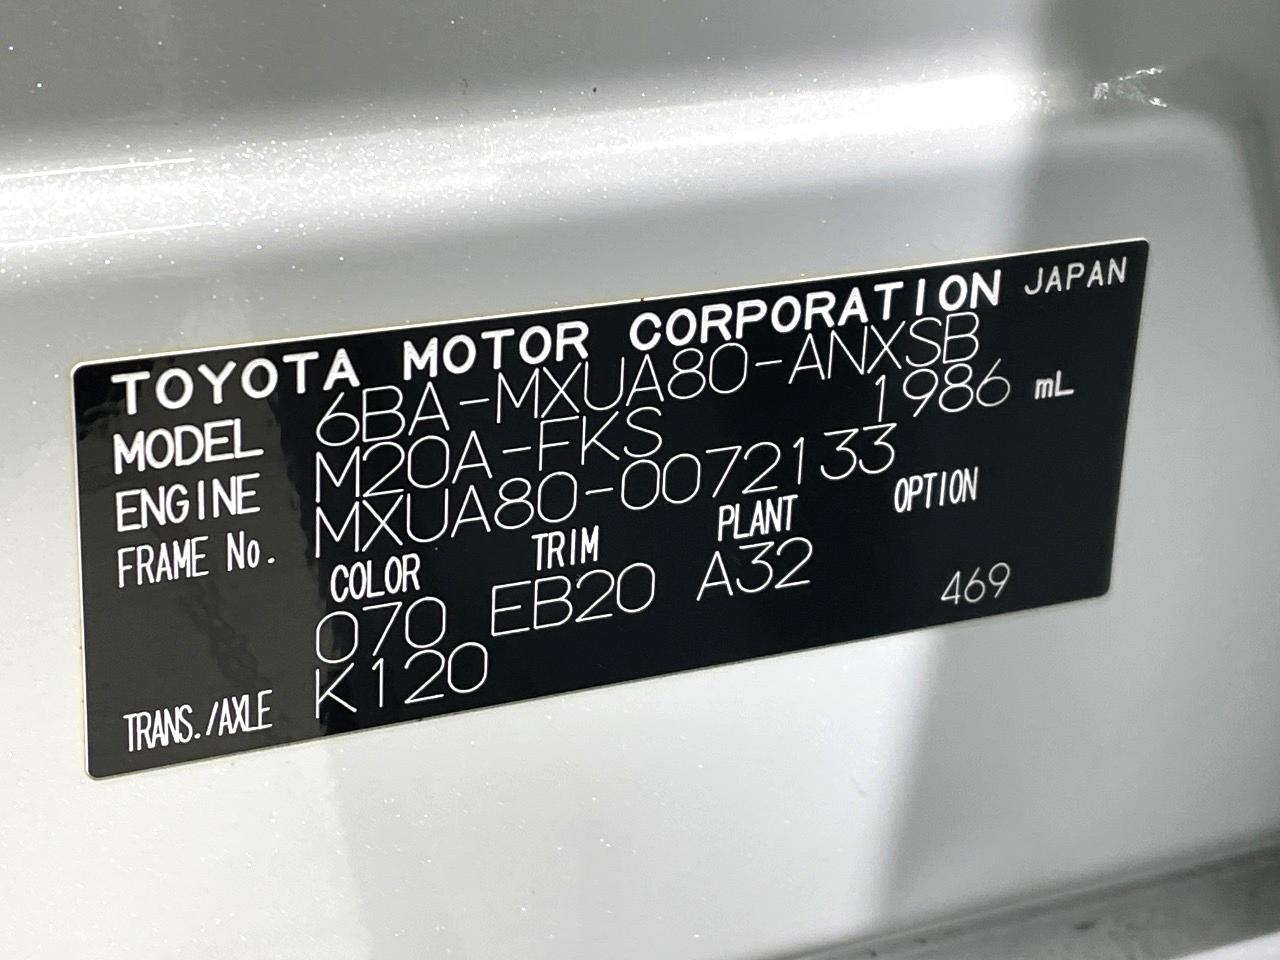 TOYOTA MOTOR CORPORATION JAPAN
MODEL 6BA-MXUA80-ANXSB
ENGINE M20A-FKS 1986 mL
FRAME No. MXUA80-0072133
COLOR TRIM PLANT OPTION
070 EB20 A32
TRANS./AXLE K120 469